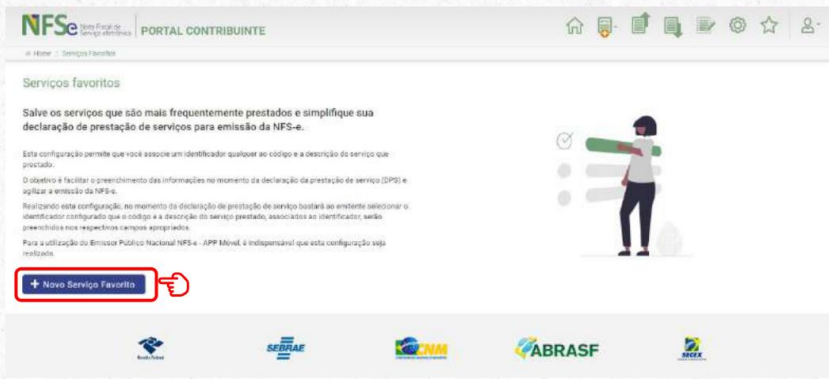 NFSe Nota Fiscal de Serviço eletrônica PORTAL CONTRIBUINTE
Home :: Serviços Favoritos
Serviços favoritos
Salve os serviços que são mais frequentemente prestados e simplifique sua
declaração de prestação de serviços para emissão da NFS-e.
Esta configuração permite que você associe um identificador qualquer ao código e a descrição do serviço que
prestado.
O objetivo é facilitar o preenchimento das informações no momento da declaração da prestação de serviço (DPS) e
agilizar a emissão da NFS-e.
Realizando esta configuração, no momento da declaração de prestação de serviço bastará ao emitente selecionar o
identificador configurado que o código e a descrição do serviço prestado, associados ao identificador, serão
preenchidos nos respectivos campos apropriados.
Para a utilização do Emissor Público Nacional NFS-e - APP Móvel, é indispensável que esta configuração seja
realizada.
+ Novo Serviço Favorito
Receita Federal SEBRAE CNM ABRASF SECEX